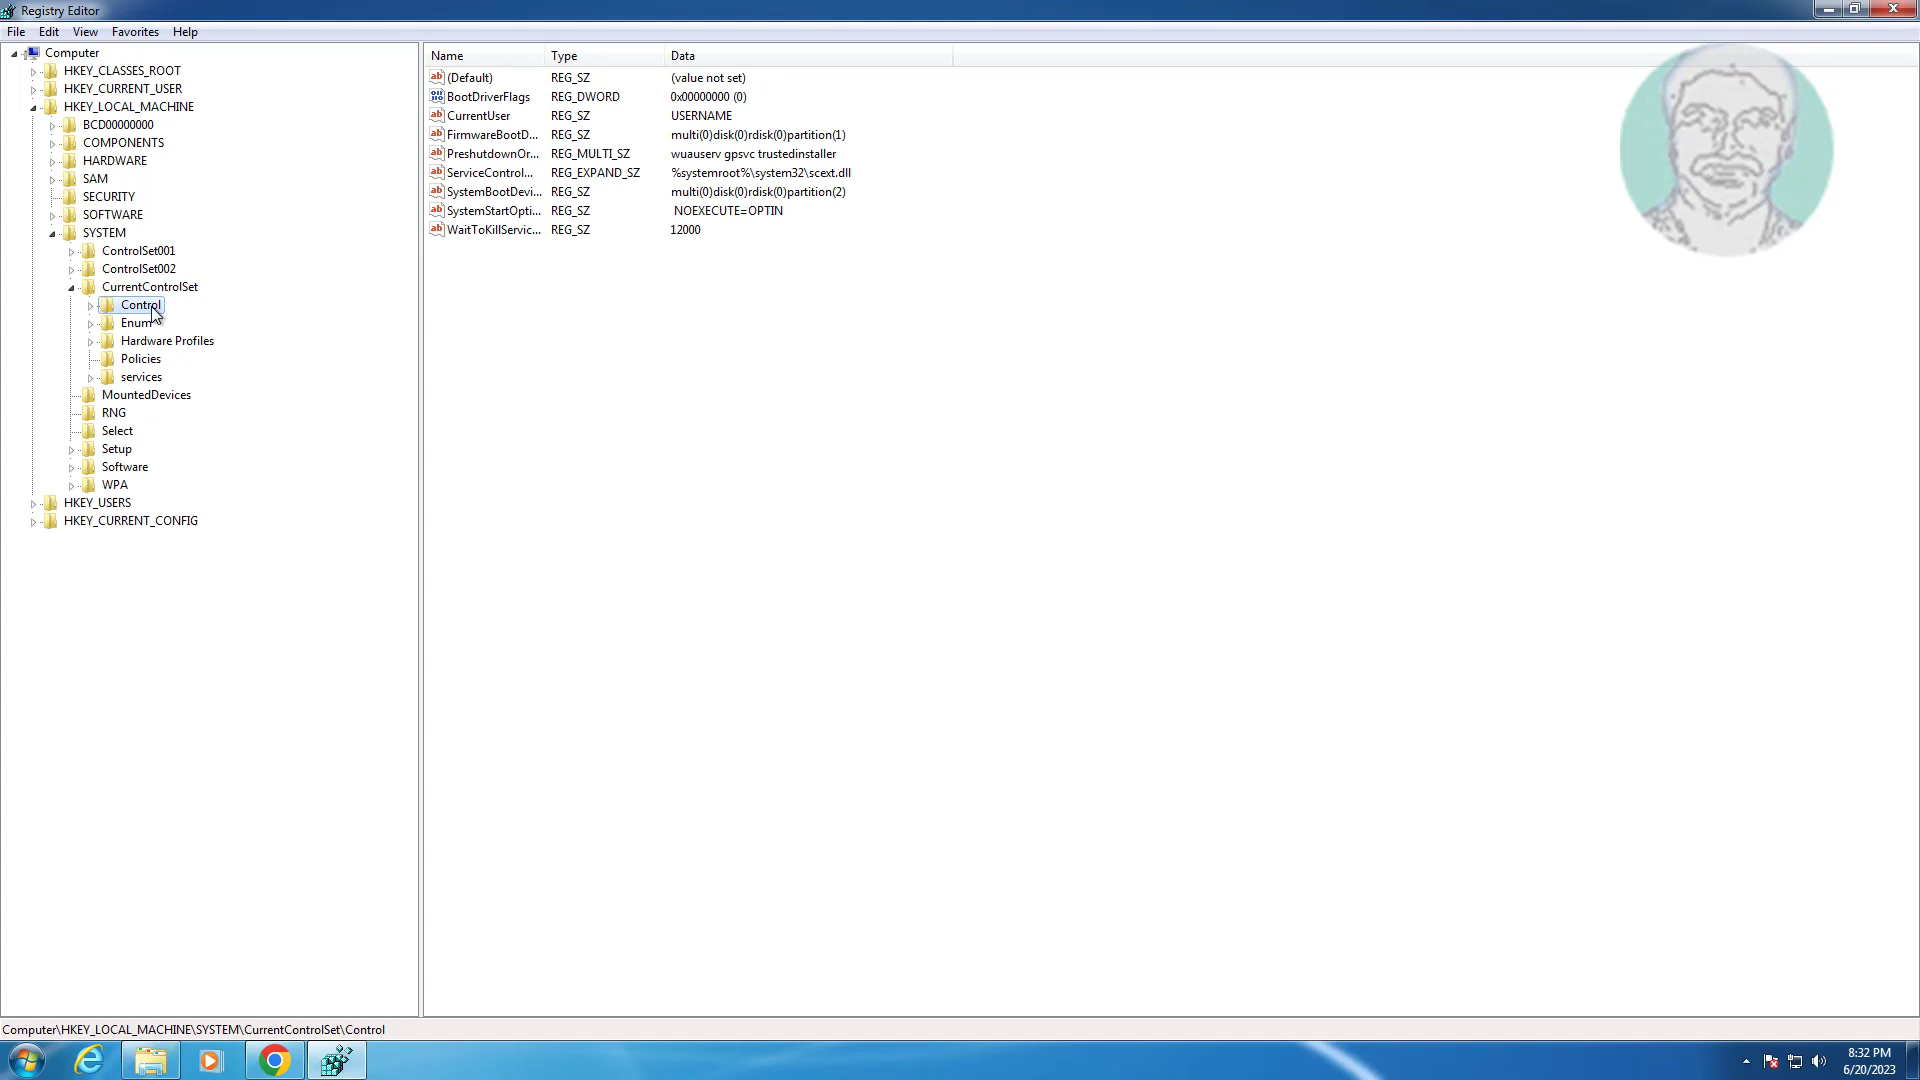 Registry Editor
File Edit View Favorites Help
Computer
HKEY_CLASSES_ROOT
HKEY_CURRENT_USER
HKEY_LOCAL_MACHINE
BCD00000000
COMPONENTS
HARDWARE
SAM
SECURITY
SOFTWARE
SYSTEM
ControlSet001
ControlSet002
CurrentControlSet
Control
Enum
Hardware Profiles
Policies
services
MountedDevices
RNG
Select
Setup
Software
WPA
HKEY_USERS
HKEY_CURRENT_CONFIG
Name Type Data
(Default) REG_SZ (value not set)
BootDriverFlags REG_DWORD 0x00000000 (0)
CurrentUser REG_SZ USERNAME
FirmwareBootD... REG_SZ multi(0)disk(0)rdisk(0)partition(1)
PreshutdownOr... REG_MULTI_SZ wuauserv gpsvc trustedinstaller
ServiceControl... REG_EXPAND_SZ %systemroot%\system32\scext.dll
SystemBootDevi... REG_SZ multi(0)disk(0)rdisk(0)partition(2)
SystemStartOpti... REG_SZ NOEXECUTE=OPTIN
WaitToKillServic... REG_SZ 12000
Computer\HKEY_LOCAL_MACHINE\SYSTEM\CurrentControlSet\Control
8:32 PM
6/20/2023